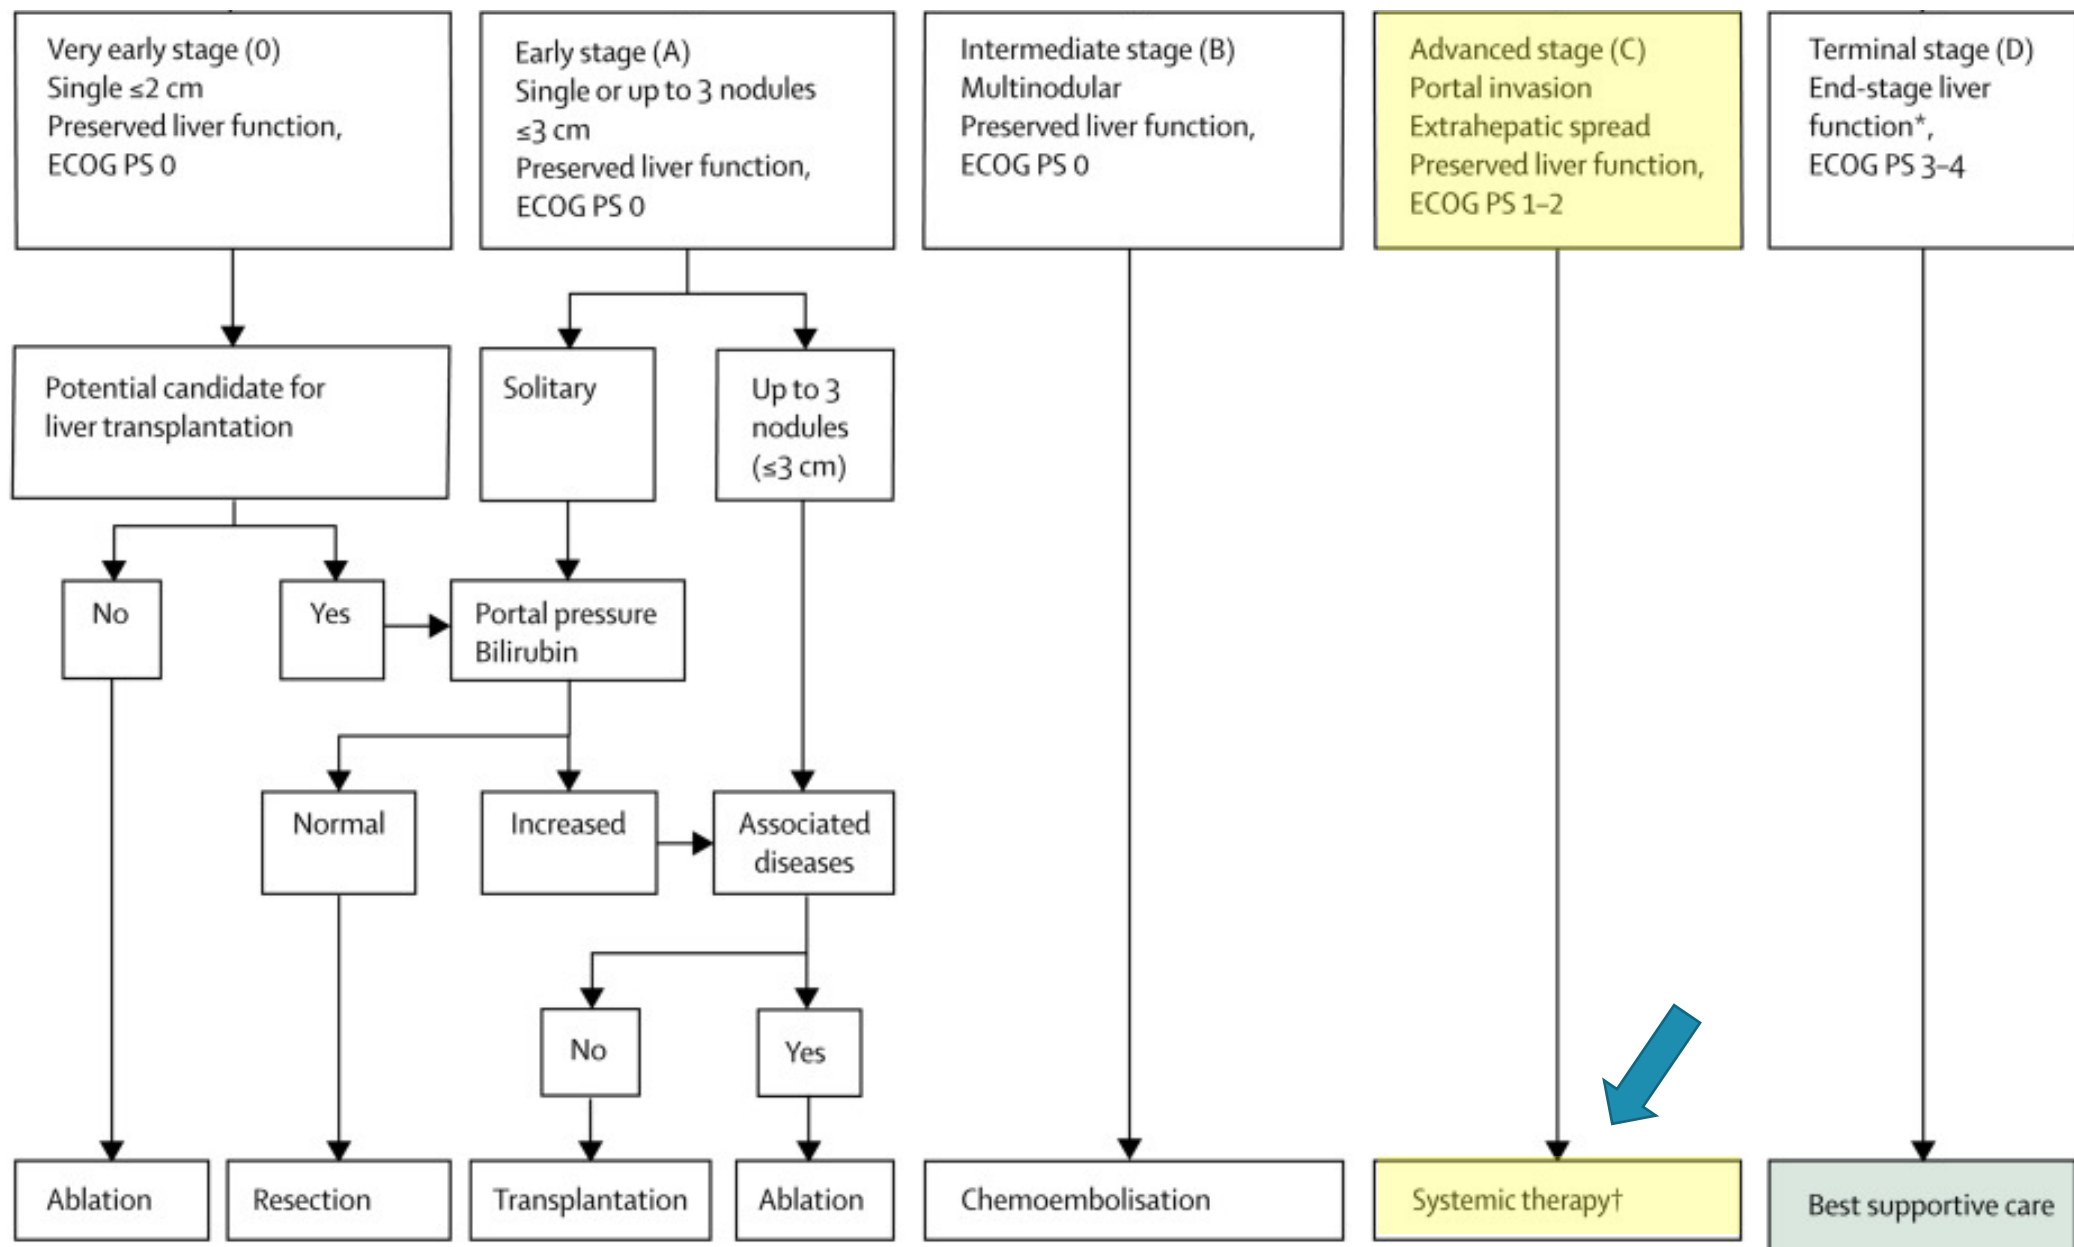 Very early stage (0)
Single ≤2 cm
Preserved liver function,
ECOG PS 0
Early stage (A)
Single or up to 3 nodules
≤3 cm
Preserved liver function,
ECOG PS 0
Intermediate stage (B)
Multinodular
Preserved liver function,
ECOG PS 0
Advanced stage (C)
Portal invasion
Extrahepatic spread
Preserved liver function,
ECOG PS 1–2
Terminal stage (D)
End-stage liver
function*,
ECOG PS 3–4
Potential candidate for
liver transplantation
Solitary
Up to 3
nodules
(≤3 cm)
No
Yes
Portal pressure
Bilirubin
Normal
Increased
Associated
diseases
No
Yes
Ablation
Resection
Transplantation
Ablation
Chemoembolisation
Systemic therapy†
Best supportive care